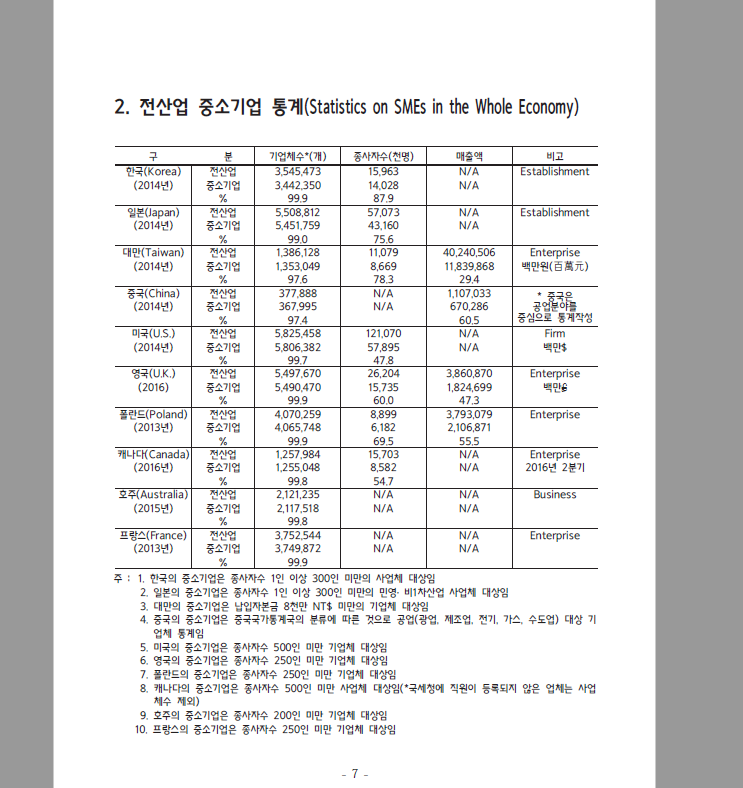 2. 전산업 중소기업 통계(Statistics on SMEs in the Whole Economy)
구 분 기업체수*(개) 종사자수(천명) 매출액 비고
한국(Korea) 전산업 3,545,473 15,963 N/A Establishment
(2014년) 중소기업 3,442,350 14,028 N/A
% 99.9 87.9
일본(Japan) 전산업 5,508,812 57,073 N/A Establishment
(2014년) 중소기업 5,451,759 43,160 N/A
% 99.0 75.6
대만(Taiwan) 전산업 1,386,128 11,079 40,240,506 Enterprise
(2014년) 중소기업 1,353,049 8,669 11,839,868 백만원(百萬元)
% 97.6 78.3 29.4
중국(China) 전산업 377,888 N/A 1,107,033 * 중국은
(2014년) 중소기업 367,995 N/A 670,286 공업분야를
% 97.4 60.5 중심으로 통계작성
미국(U.S.) 전산업 5,825,458 121,070 N/A Firm
(2014년) 중소기업 5,806,382 57,895 N/A 백만$
% 99.7 47.8
영국(U.K.) 전산업 5,497,670 26,204 3,860,870 Enterprise
(2016) 중소기업 5,490,470 15,735 1,824,699 백만£
% 99.9 60.0 47.3
폴란드(Poland) 전산업 4,070,259 8,899 3,793,079 Enterprise
(2013년) 중소기업 4,065,748 6,182 2,106,871
% 99.9 69.5 55.5
캐나다(Canada) 전산업 1,257,984 15,703 N/A Enterprise
(2016년) 중소기업 1,255,048 8,582 N/A 2016년 2분기
% 99.8 54.7
호주(Australia) 전산업 2,121,235 N/A N/A Business
(2015년) 중소기업 2,117,518 N/A N/A
% 99.8
프랑스(France) 전산업 3,752,544 N/A N/A Enterprise
(2013년) 중소기업 3,749,872 N/A N/A
% 99.9
주 : 1. 한국의 중소기업은 종사자수 1인 이상 300인 미만의 사업체 대상임
2. 일본의 중소기업은 종사자수 1인 이상 300인 미만의 민영· 비1차산업 사업체 대상임
3. 대만의 중소기업은 납입자본금 8천만 NT$ 미만의 기업체 대상임
4. 중국의 중소기업은 중국국가통계국의 분류에 따른 것으로 공업(광업, 제조업, 전기, 가스, 수도업) 대상 기
업체 통계임
5. 미국의 중소기업은 종사자수 500인 미만 기업체 대상임
6. 영국의 중소기업은 종사자수 250인 미만 기업체 대상임
7. 폴란드의 중소기업은 종사자수 250인 미만 기업체 대상임
8. 캐나다의 중소기업은 종사자수 500인 미만 사업체 대상임(*국세청에 직원이 등록되지 않은 업체는 사업
체수 제외)
9. 호주의 중소기업은 종사자수 200인 미만 기업체 대상임
10. 프랑스의 중소기업은 종사자수 250인 미만 기업체 대상임
- 7 -